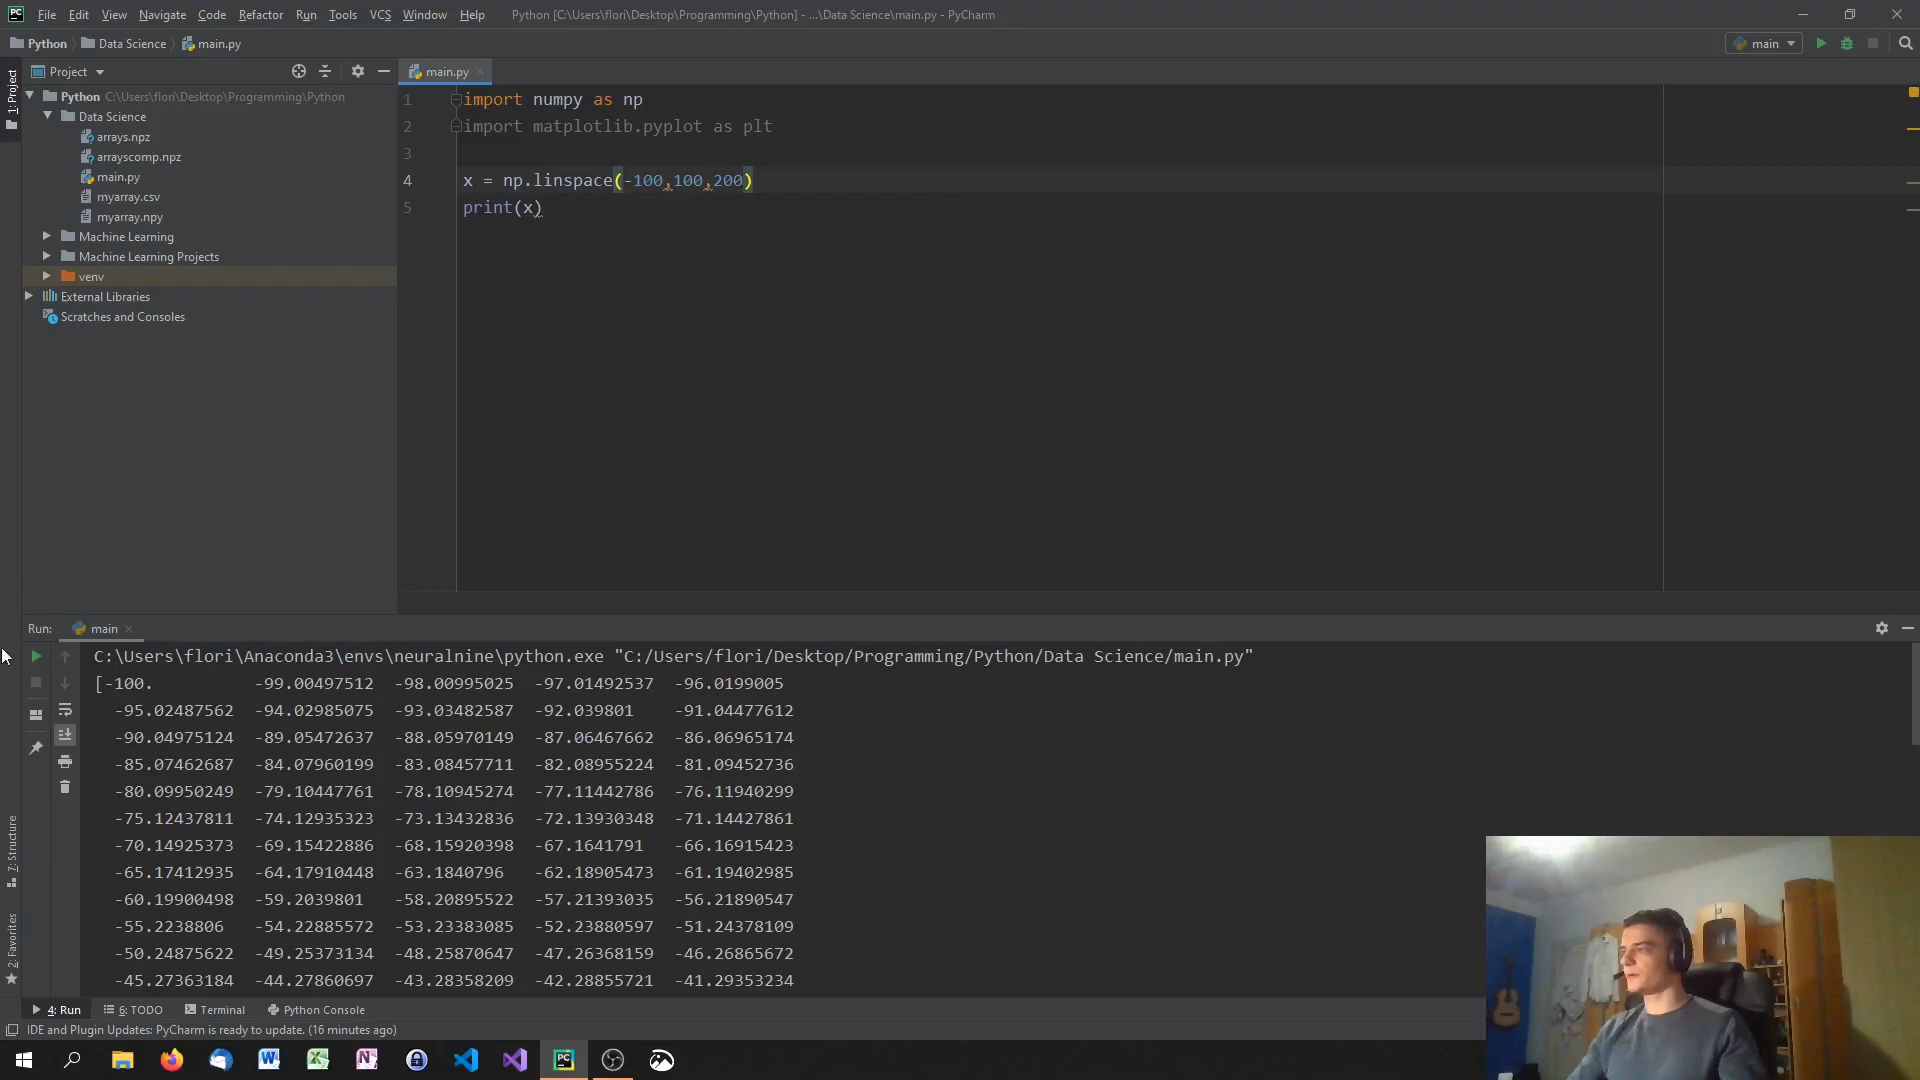 File Edit View Navigate Code Refactor Run Tools VCS Window Help Python [C:\Users\flori\Desktop\Programming\Python] - ...\Data Science\main.py - PyCharm
Python Data Science main.py main
Project main.py
1: Project
Python C:\Users\flori\Desktop\Programming\Python
Data Science
arrays.npz
arrayscomp.npz
main.py
myarray.csv
myarray.npy
Machine Learning
Machine Learning Projects
venv
External Libraries
Scratches and Consoles
1 import numpy as np
2 import matplotlib.pyplot as plt
3
4 x = np.linspace(-100,100,200)
5 print(x)
Run: main
C:\Users\flori\Anaconda3\envs\neuralnine\python.exe "C:/Users/flori/Desktop/Programming/Python/Data Science/main.py"
[-100. -99.00497512 -98.00995025 -97.01492537 -96.0199005
-95.02487562 -94.02985075 -93.03482587 -92.039801 -91.04477612
-90.04975124 -89.05472637 -88.05970149 -87.06467662 -86.06965174
-85.07462687 -84.07960199 -83.08457711 -82.08955224 -81.09452736
-80.09950249 -79.10447761 -78.10945274 -77.11442786 -76.11940299
-75.12437811 -74.12935323 -73.13432836 -72.13930348 -71.14427861
-70.14925373 -69.15422886 -68.15920398 -67.1641791 -66.16915423
-65.17412935 -64.17910448 -63.1840796 -62.18905473 -61.19402985
-60.19900498 -59.2039801 -58.20895522 -57.21393035 -56.21890547
-55.2238806 -54.22885572 -53.23383085 -52.23880597 -51.24378109
-50.24875622 -49.25373134 -48.25870647 -47.26368159 -46.26865672
-45.27363184 -44.27860697 -43.28358209 -42.28855721 -41.29353234
7: Structure
2: Favorites
4: Run 6: TODO Terminal Python Console
IDE and Plugin Updates: PyCharm is ready to update. (16 minutes ago)